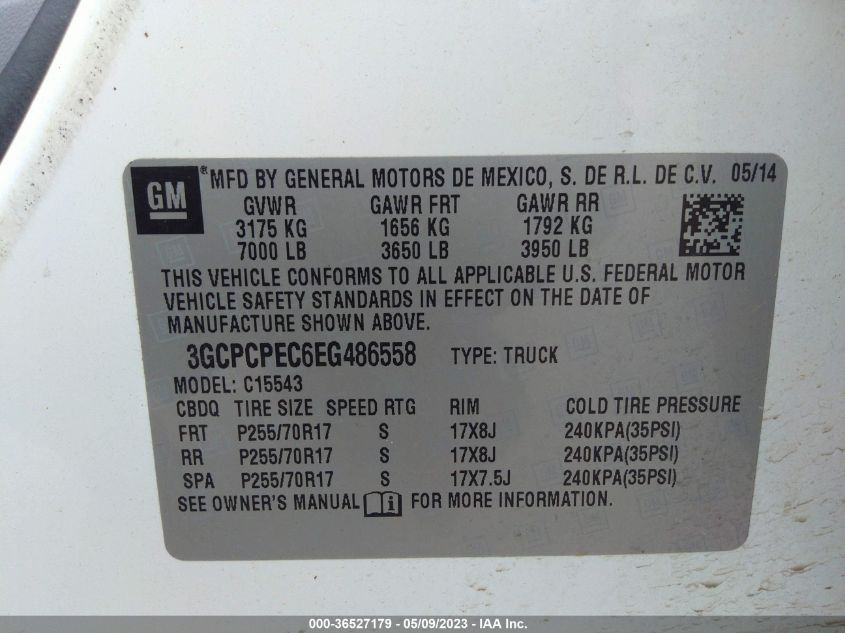 GM ® MFD BY GENERAL MOTORS DE MEXICO, S. DE R.L. DE C.V. 05/14
GVWR GAWR FRT GAWR RR
3175 KG 1656 KG 1792 KG
7000 LB 3650 LB 3950 LB
THIS VEHICLE CONFORMS TO ALL APPLICABLE U.S. FEDERAL MOTOR
VEHICLE SAFETY STANDARDS IN EFFECT ON THE DATE OF
MANUFACTURE SHOWN ABOVE.
3GCPCPEC6EG486558 TYPE: TRUCK
MODEL: C15543
CBDQ TIRE SIZE SPEED RTG RIM COLD TIRE PRESSURE
FRT P255/70R17 S 17X8J 240KPA(35PSI)
RR P255/70R17 S 17X8J 240KPA(35PSI)
SPA P255/70R17 S 17X7.5J 240KPA(35PSI)
SEE OWNER'S MANUAL i FOR MORE INFORMATION.
000-36527179 - 05/09/2023 - IAA Inc.